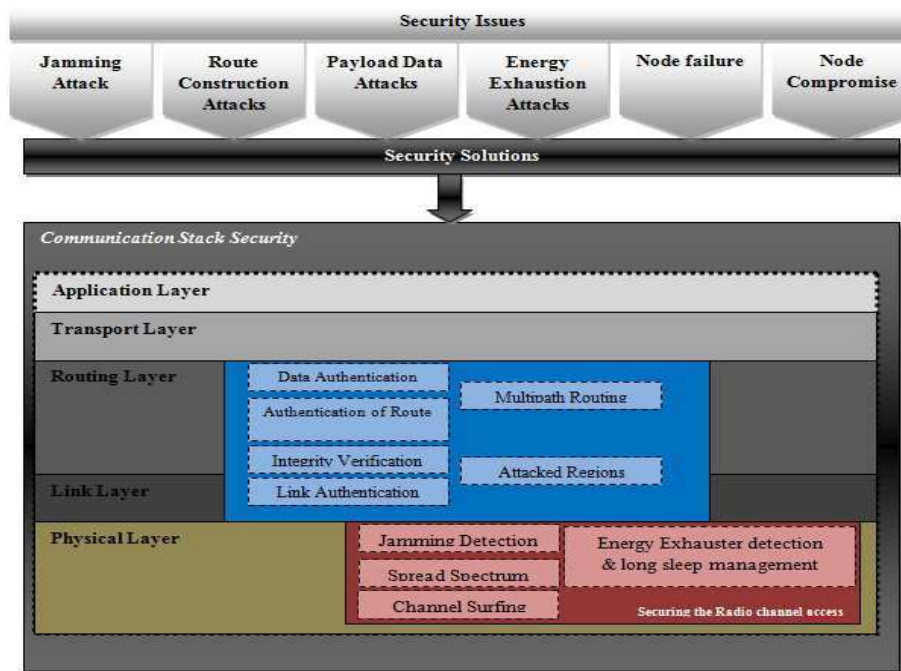 Security Issues
Jamming
Attack
Route
Construction
Attacks
Payload Data
Attacks
Energy
Exhaustion
Attacks
Node failure
Node
Compromise
Security Solutions
Communication Stack Security
Application Layer
Transport Layer
Routing Layer
Data Authentication
Multipath Routing
Authentication of Route
Integrity Verification
Attacked Regions
Link Layer
Link Authentication
Physical Layer
Jamming Detection
Spread Spectrum
Channel Surfing
Energy Exhauster detection
& long sleep management
Securing the Radio channel access